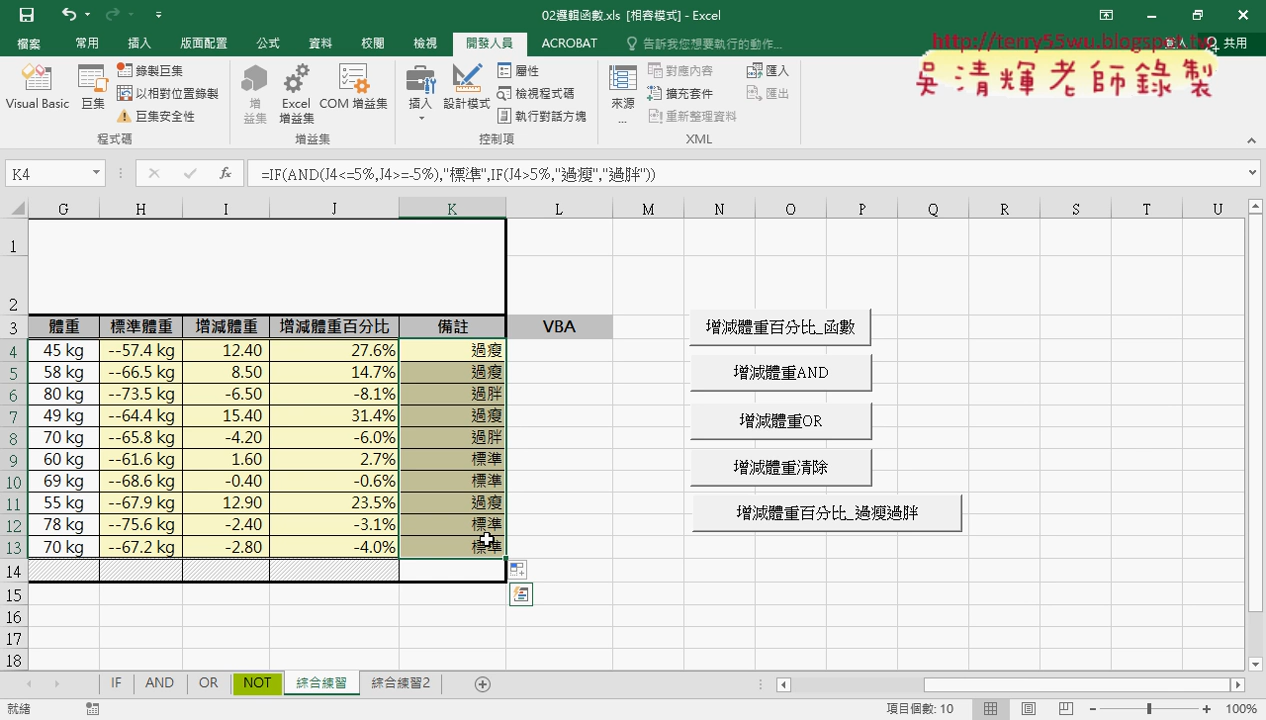 02邏輯函數.xls [相容模式] - Excel
http://terry55wu.blogspot.tw
吳清輝老師錄製
檔案 常用 插入 版面配置 公式 資料 校閱 檢視 開發人員 ACROBAT 告訴我您想要執行的動作... 登入 共用
Visual Basic 巨集 錄製巨集 以相對位置錄製 巨集安全性
增益集 Excel 增益集 COM 增益集
插入 設計模式 屬性 檢視程式碼 執行對話方塊
來源... 對應內容 擴充套件 重新整理資料 匯入 匯出
程式碼 增益集 控制項 XML
K4 fx =IF(AND(J4<=5%,J4>=-5%),"標準",IF(J4>5%,"過瘦","過胖"))
G H I J K L M N O P Q R S T U
1
2
3 體重 標準體重 增減體重 增減體重百分比 備註 VBA
4 45 kg --57.4 kg 12.40 27.6% 過瘦
5 58 kg --66.5 kg 8.50 14.7% 過瘦
6 80 kg --73.5 kg -6.50 -8.1% 過胖
7 49 kg --64.4 kg 15.40 31.4% 過瘦
8 70 kg --65.8 kg -4.20 -6.0% 過胖
9 60 kg --61.6 kg 1.60 2.7% 標準
10 69 kg --68.6 kg -0.40 -0.6% 標準
11 55 kg --67.9 kg 12.90 23.5% 過瘦
12 78 kg --75.6 kg -2.40 -3.1% 標準
13 70 kg --67.2 kg -2.80 -4.0% 標準
14
15
16
17
18
增減體重百分比_函數
增減體重AND
增減體重OR
增減體重清除
增減體重百分比_過瘦過胖
IF AND OR NOT 綜合練習 綜合練習2
就緒 項目個數: 10 100%